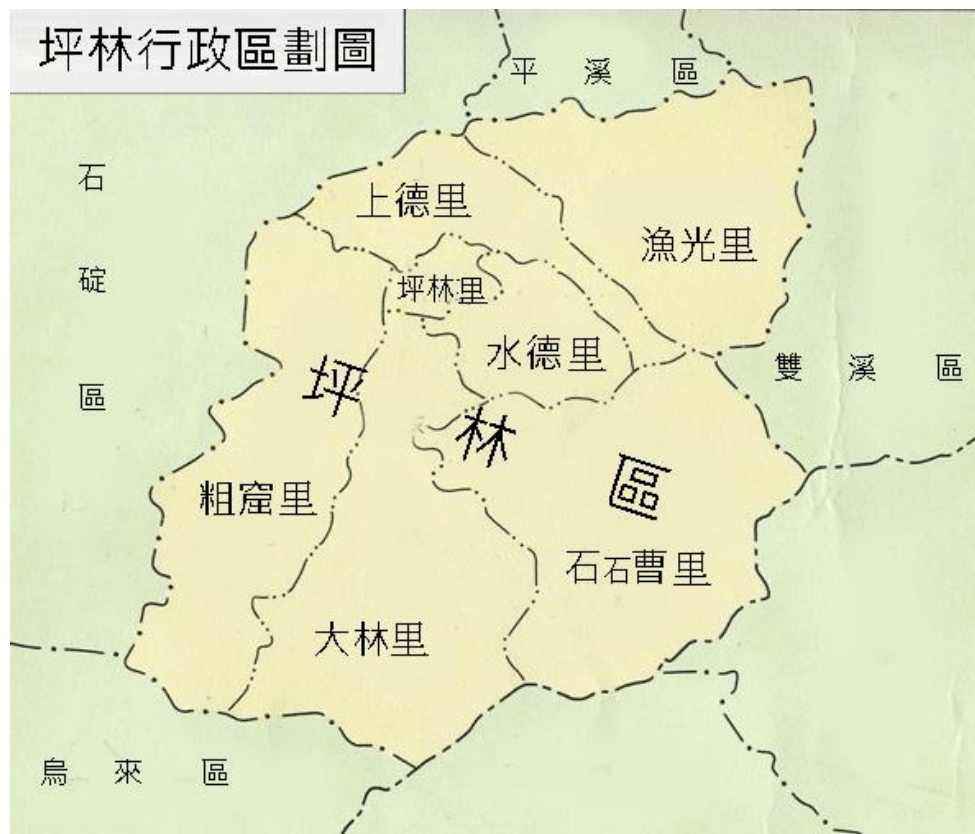 坪林行政區劃圖
平溪區
石碇區
上德里
漁光里
坪林里
水德里
雙溪區
坪林區
粗窟里
石石曹里
大林里
烏來區